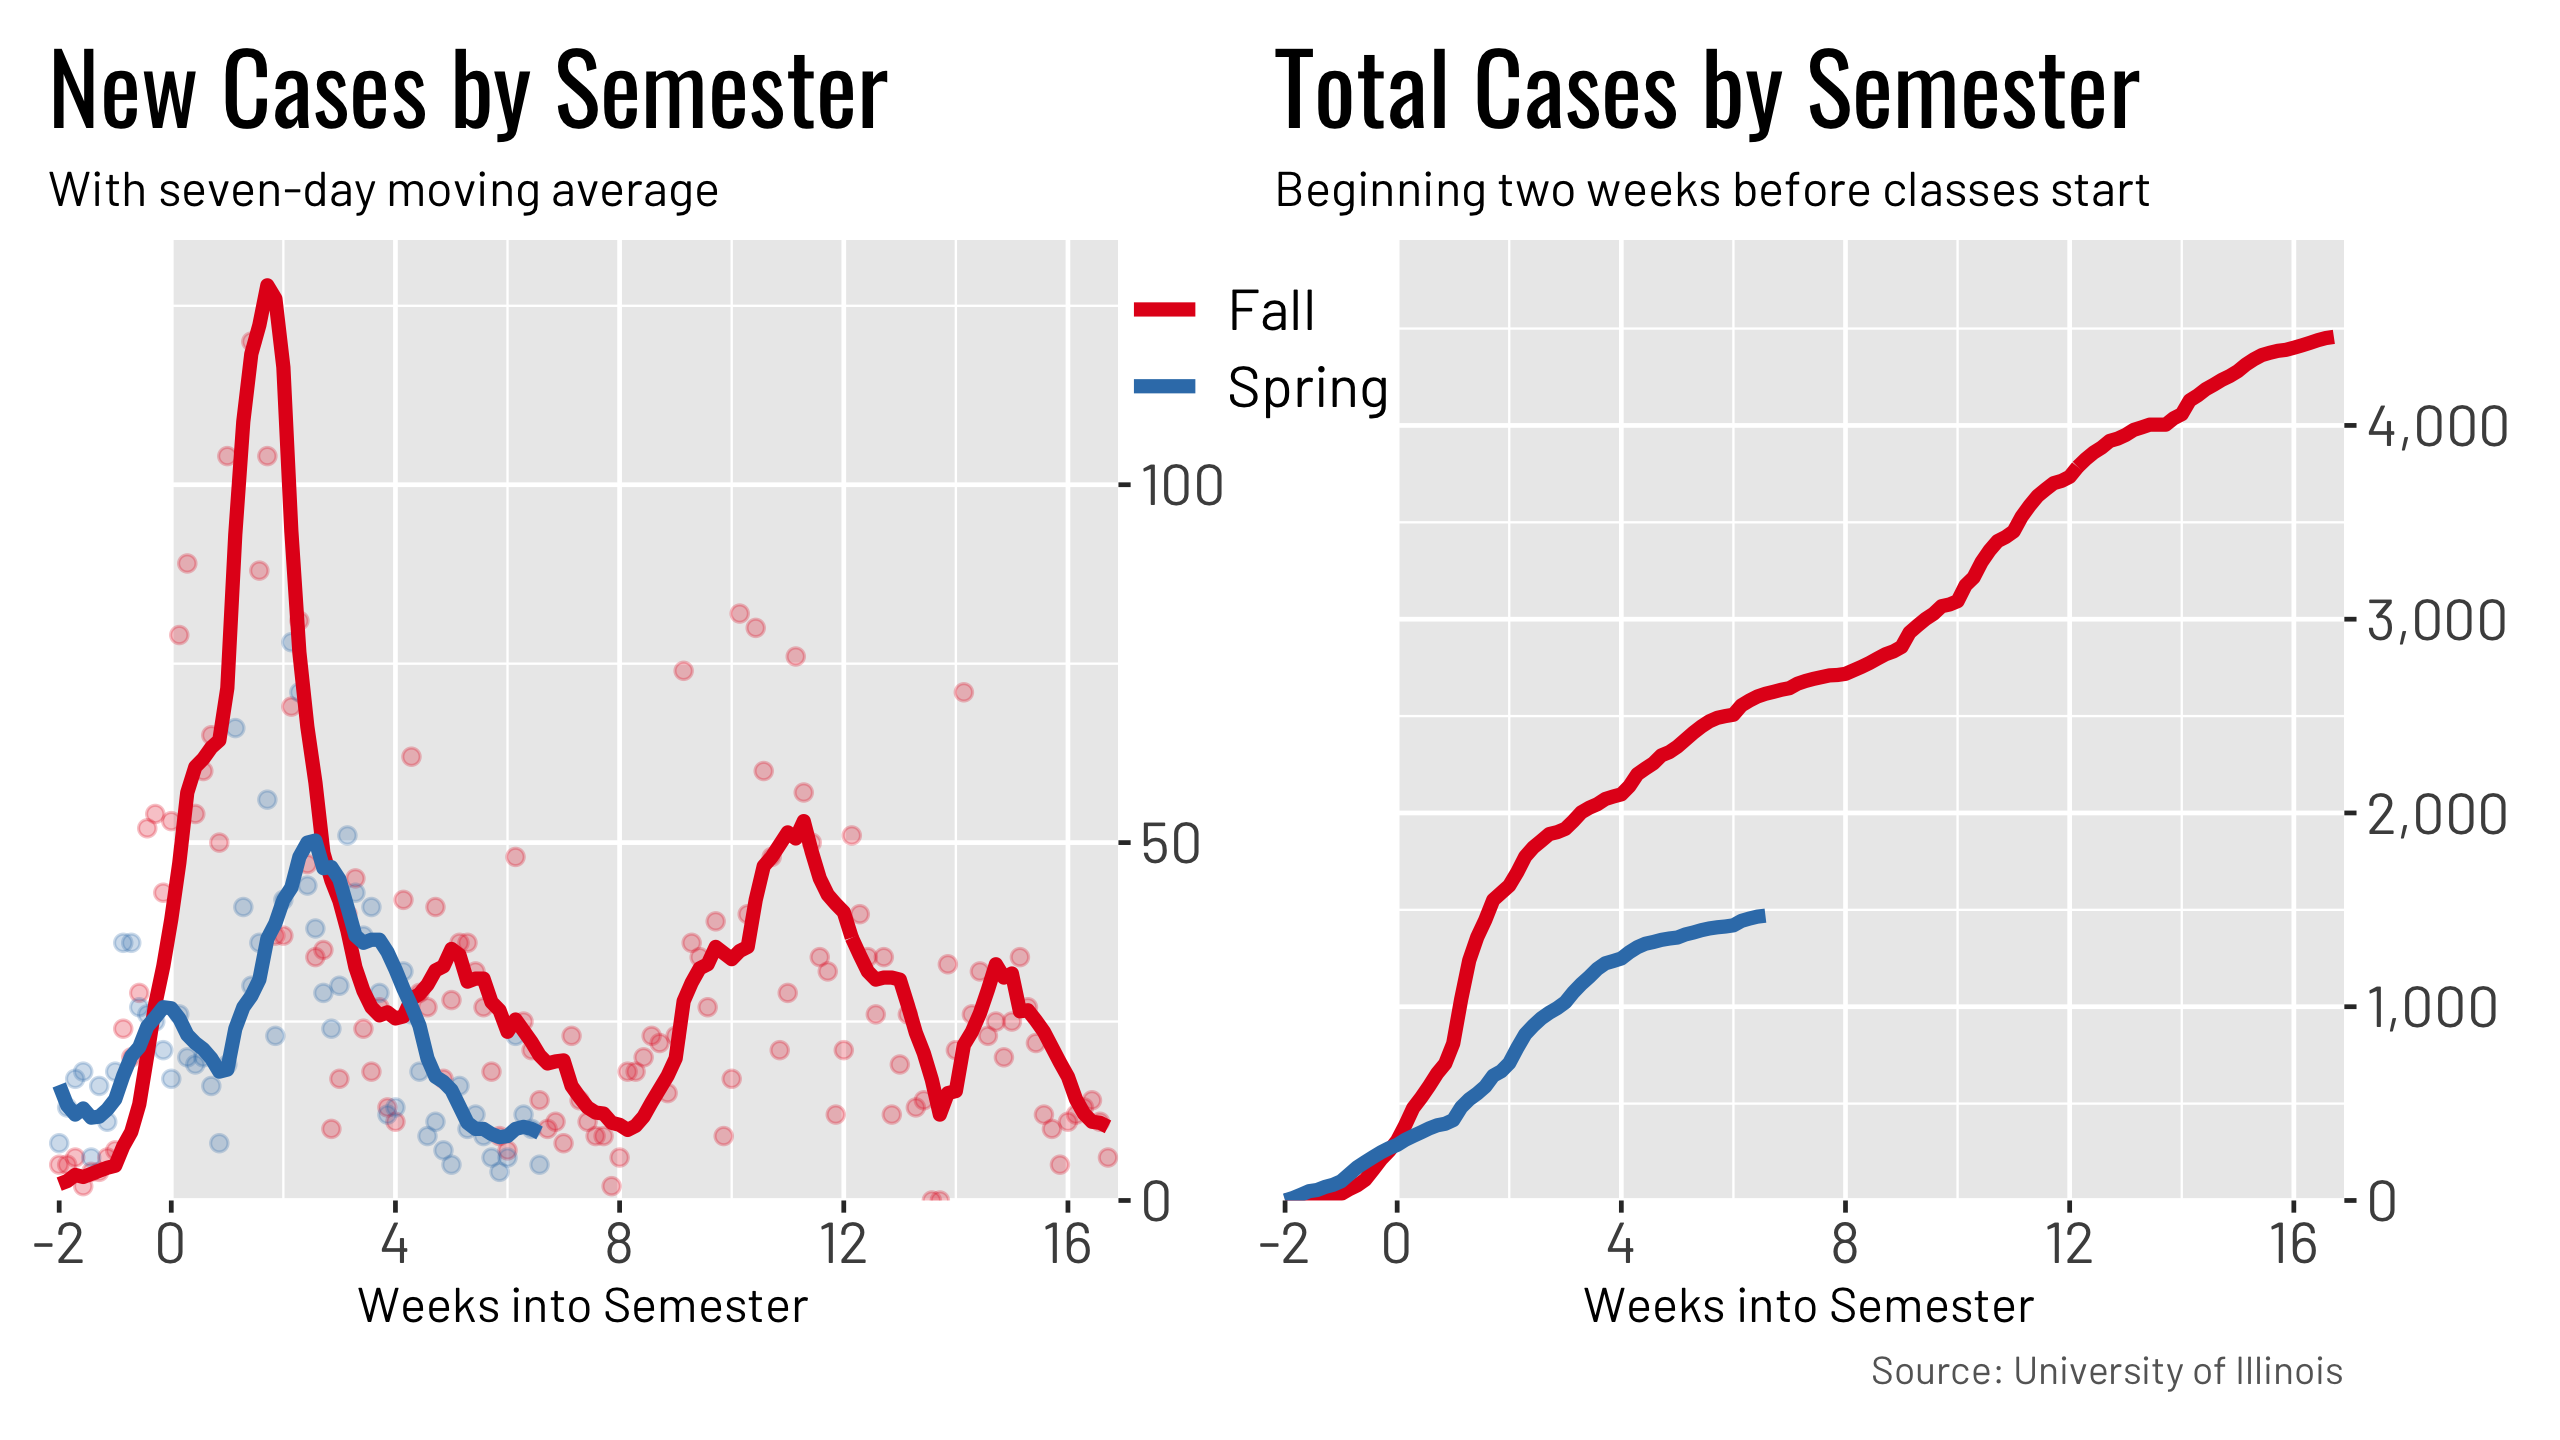 New Cases by Semester
With seven-day moving average
100
50
0
-2 0 4 8 12 16
Weeks into Semester
Fall
Spring
Total Cases by Semester
Beginning two weeks before classes start
4,000
3,000
2,000
1,000
0
-2 0 4 8 12 16
Weeks into Semester
Source: University of Illinois